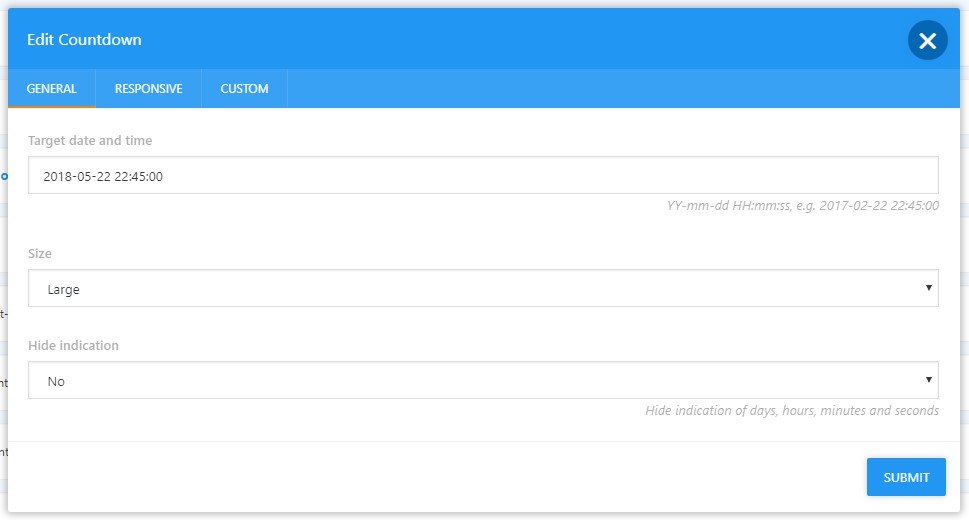 Edit Countdown
GENERAL RESPONSIVE CUSTOM
Target date and time
2018-05-22 22:45:00
YY-mm-dd HH:mm:ss, e.g. 2017-02-22 22:45:00
Size
Large
Hide indication
No
Hide indication of days, hours, minutes and seconds
SUBMIT